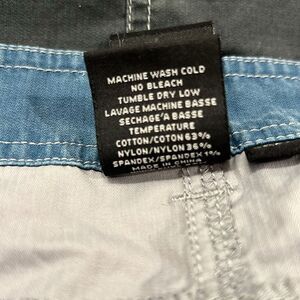 MACHINE WASH COLD
NO BLEACH
TUMBLE DRY LOW
LAVAGE MACHINE BASSE
SECHAGE'A BASSE
TEMPERATURE
COTTON/COTON 63%
NYLON/NYLON 36%
SPANDEX/SPANDEX 1%
MADE IN CHINA